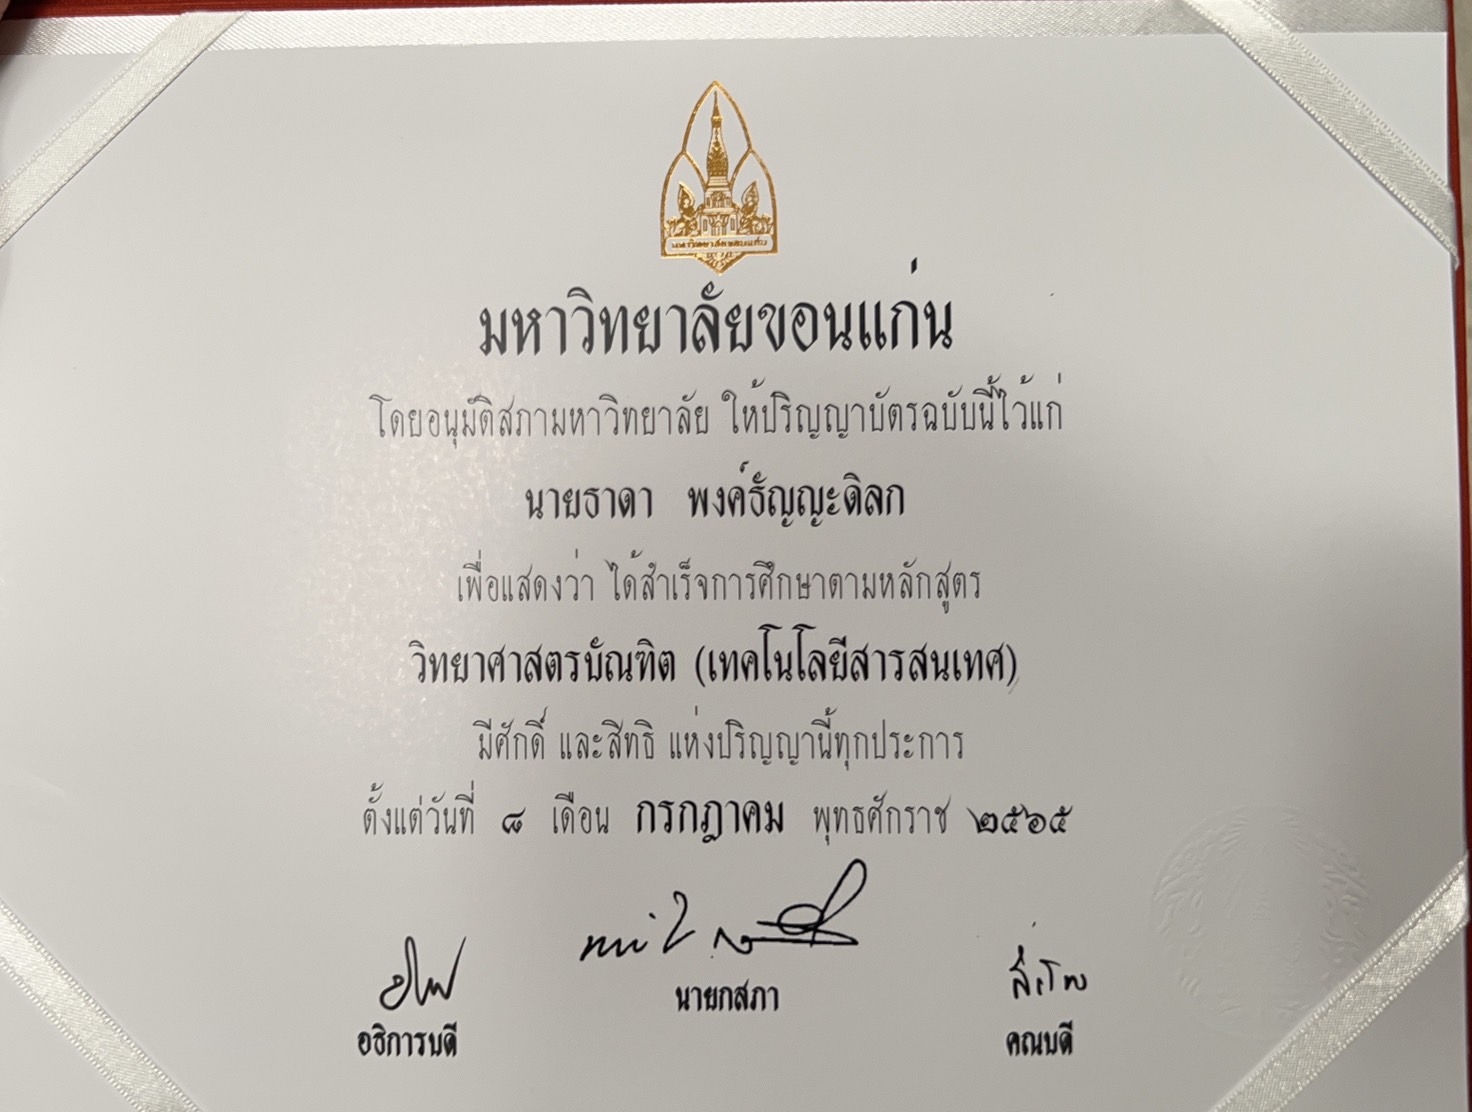 มหาวิทยาลัยขอนแก่น
มหาวิทยาลัยขอนแก่น
โดยอนุมัติสภามหาวิทยาลัย ให้ปริญญาบัตรฉบับนี้ไว้แก่
นายธาดา พงค์ธัญญะดิลก
เพื่อแสดงว่า ได้สำเร็จการศึกษาตามหลักสูตร
วิทยาศาสตรบัณฑิต (เทคโนโลยีสารสนเทศ)
มีศักดิ์ และสิทธิ แห่งปริญญานี้ทุกประการ
ตั้งแต่วันที่ ๘ เดือน กรกฎาคม พุทธศักราช ๒๕๖๕
นายกสภา
อธิการบดี คณบดี